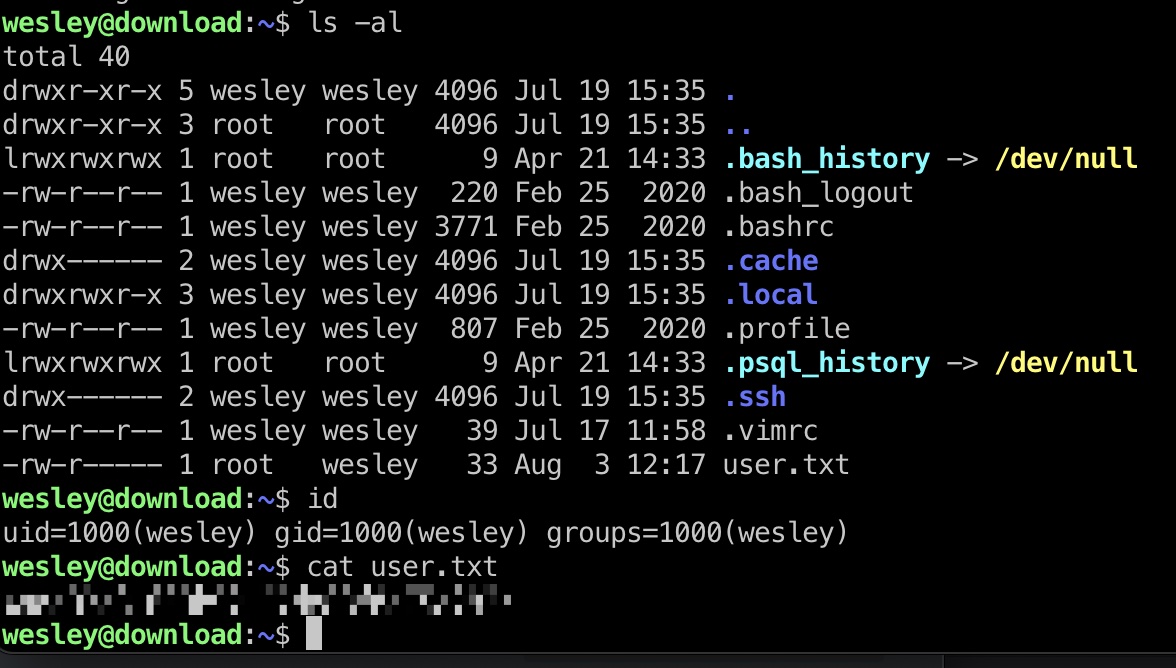 wesley@download:~$ ls -al
total 40
drwxr-xr-x 5 wesley wesley 4096 Jul 19 15:35 .
drwxr-xr-x 3 root   root   4096 Jul 19 15:35 ..
lrwxrwxrwx 1 root   root      9 Apr 21 14:33 .bash_history -> /dev/null
-rw-r--r-- 1 wesley wesley  220 Feb 25  2020 .bash_logout
-rw-r--r-- 1 wesley wesley 3771 Feb 25  2020 .bashrc
drwx------ 2 wesley wesley 4096 Jul 19 15:35 .cache
drwxrwxr-x 3 wesley wesley 4096 Jul 19 15:35 .local
-rw-r--r-- 1 wesley wesley  807 Feb 25  2020 .profile
lrwxrwxrwx 1 root   root      9 Apr 21 14:33 .psql_history -> /dev/null
drwx------ 2 wesley wesley 4096 Jul 19 15:35 .ssh
-rw-r--r-- 1 wesley wesley   39 Jul 17 11:58 .vimrc
-rw-r----- 1 root   wesley   33 Aug  3 12:17 user.txt
wesley@download:~$ id
uid=1000(wesley) gid=1000(wesley) groups=1000(wesley)
wesley@download:~$ cat user.txt
wesley@download:~$